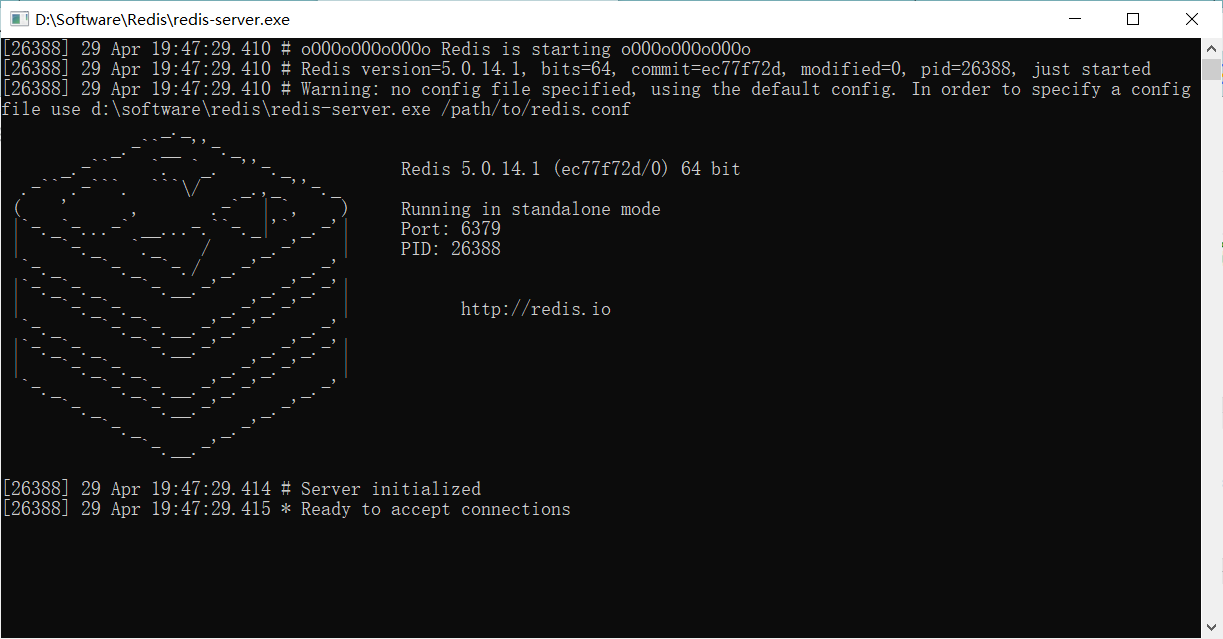 D:\Software\Redis\redis-server.exe
[26388] 29 Apr 19:47:29.410 # oO0OoO0OoO0Oo Redis is starting oO0OoO0OoO0Oo
[26388] 29 Apr 19:47:29.410 # Redis version=5.0.14.1, bits=64, commit=ec77f72d, modified=0, pid=26388, just started
[26388] 29 Apr 19:47:29.410 # Warning: no config file specified, using the default config. In order to specify a config
file use d:\software\redis\redis-server.exe /path/to/redis.conf
Redis 5.0.14.1 (ec77f72d/0) 64 bit
Running in standalone mode
Port: 6379
PID: 26388
http://redis.io
[26388] 29 Apr 19:47:29.414 # Server initialized
[26388] 29 Apr 19:47:29.415 * Ready to accept connections